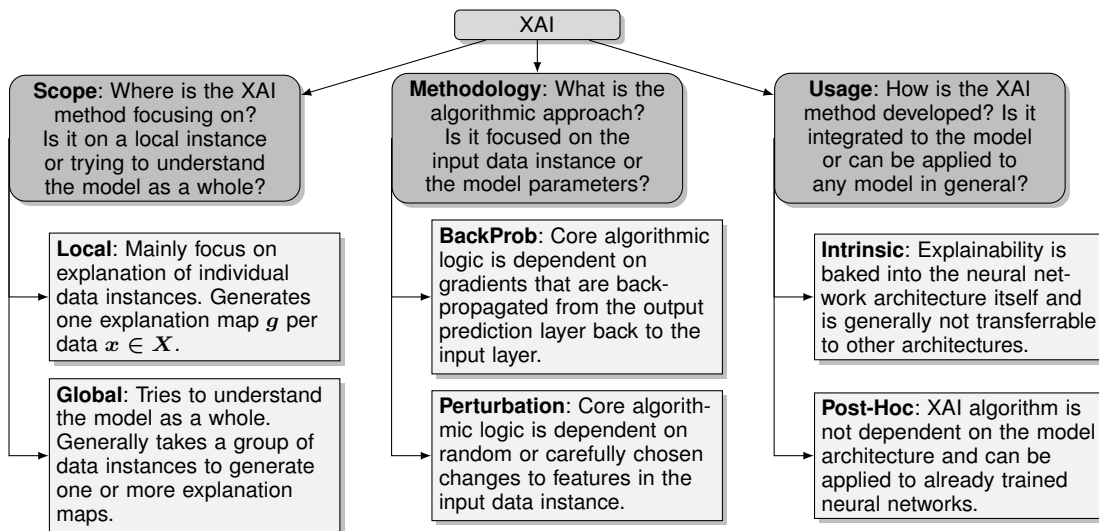 XAI
Scope: Where is the XAI
method focusing on?
Is it on a local instance
or trying to understand
the model as a whole?
Local: Mainly focus on
explanation of individual
data instances. Generates
one explanation map g per
data x ∈ X.
Global: Tries to understand
the model as a whole.
Generally takes a group of
data instances to generate
one or more explanation
maps.
Methodology: What is the
algorithmic approach?
Is it focused on the
input data instance or
the model parameters?
BackProb: Core algorithmic
logic is dependent on
gradients that are back-
propagated from the output
prediction layer back to the
input layer.
Perturbation: Core algorith-
mic logic is dependent on
random or carefully chosen
changes to features in the
input data instance.
Usage: How is the XAI
method developed? Is it
integrated to the model
or can be applied to
any model in general?
Intrinsic: Explainability is
baked into the neural net-
work architecture itself and
is generally not transferrable
to other architectures.
Post-Hoc: XAI algorithm is
not dependent on the model
architecture and can be
applied to already trained
neural networks.